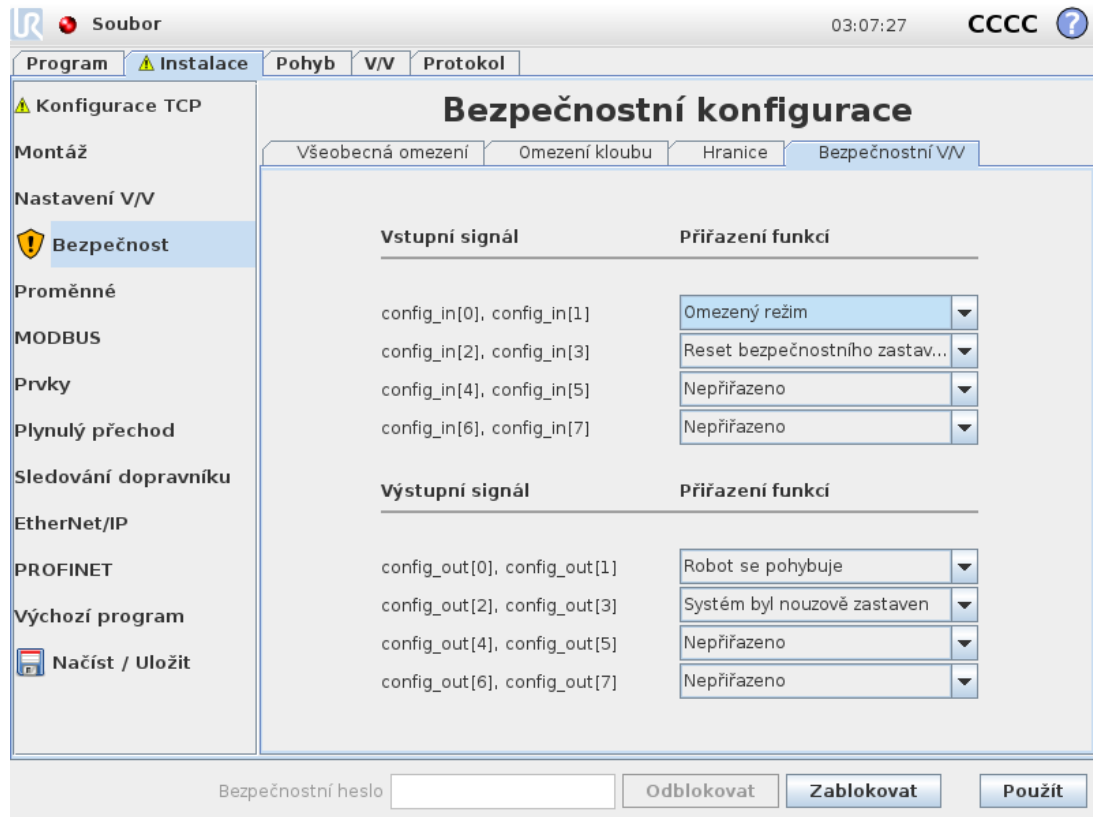 UR Soubor 03:07:27 CCCC ?
Program Instalace Pohyb V/V Protokol
Konfigurace TCP
Montáž
Nastavení V/V
Bezpečnost
Proměnné
MODBUS
Prvky
Plynulý přechod
Sledování dopravníku
EtherNet/IP
PROFINET
Výchozí program
Načíst / Uložit
Bezpečnostní konfigurace
Všeobecná omezení Omezení kloubu Hranice Bezpečnostní V/V
Vstupní signál Přiřazení funkcí
config_in[0], config_in[1] Omezený režim
config_in[2], config_in[3] Reset bezpečnostního zastav...
config_in[4], config_in[5] Nepřiřazeno
config_in[6], config_in[7] Nepřiřazeno
Výstupní signál Přiřazení funkcí
config_out[0], config_out[1] Robot se pohybuje
config_out[2], config_out[3] Systém byl nouzově zastaven
config_out[4], config_out[5] Nepřiřazeno
config_out[6], config_out[7] Nepřiřazeno
Bezpečnostní heslo Odblokovat Zablokovat Použít